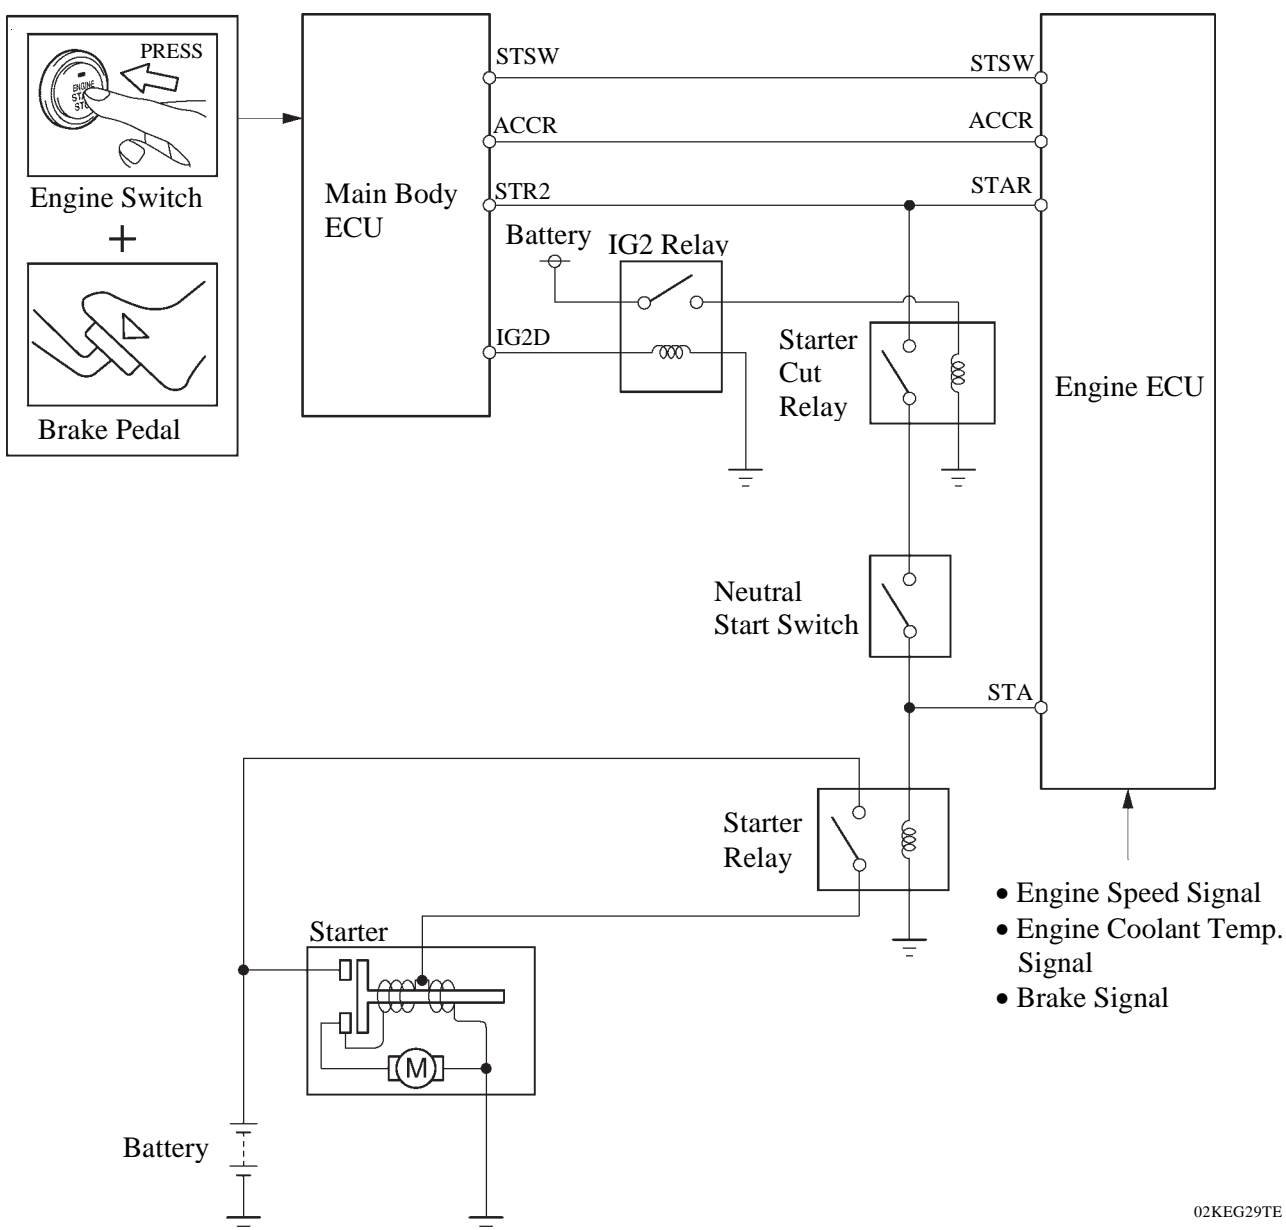 PRESS
ENGINE
Engine Switch
+
Brake Pedal
Main Body
ECU
STSW
ACCR
STR2
Battery
IG2 Relay
IG2D
STSW
ACCR
STAR
Starter
Cut
Relay
Engine ECU
Neutral
Start Switch
STA
Starter
Relay
• Engine Speed Signal
• Engine Coolant Temp.
Signal
• Brake Signal
Starter
M
Battery
02KEG29TE